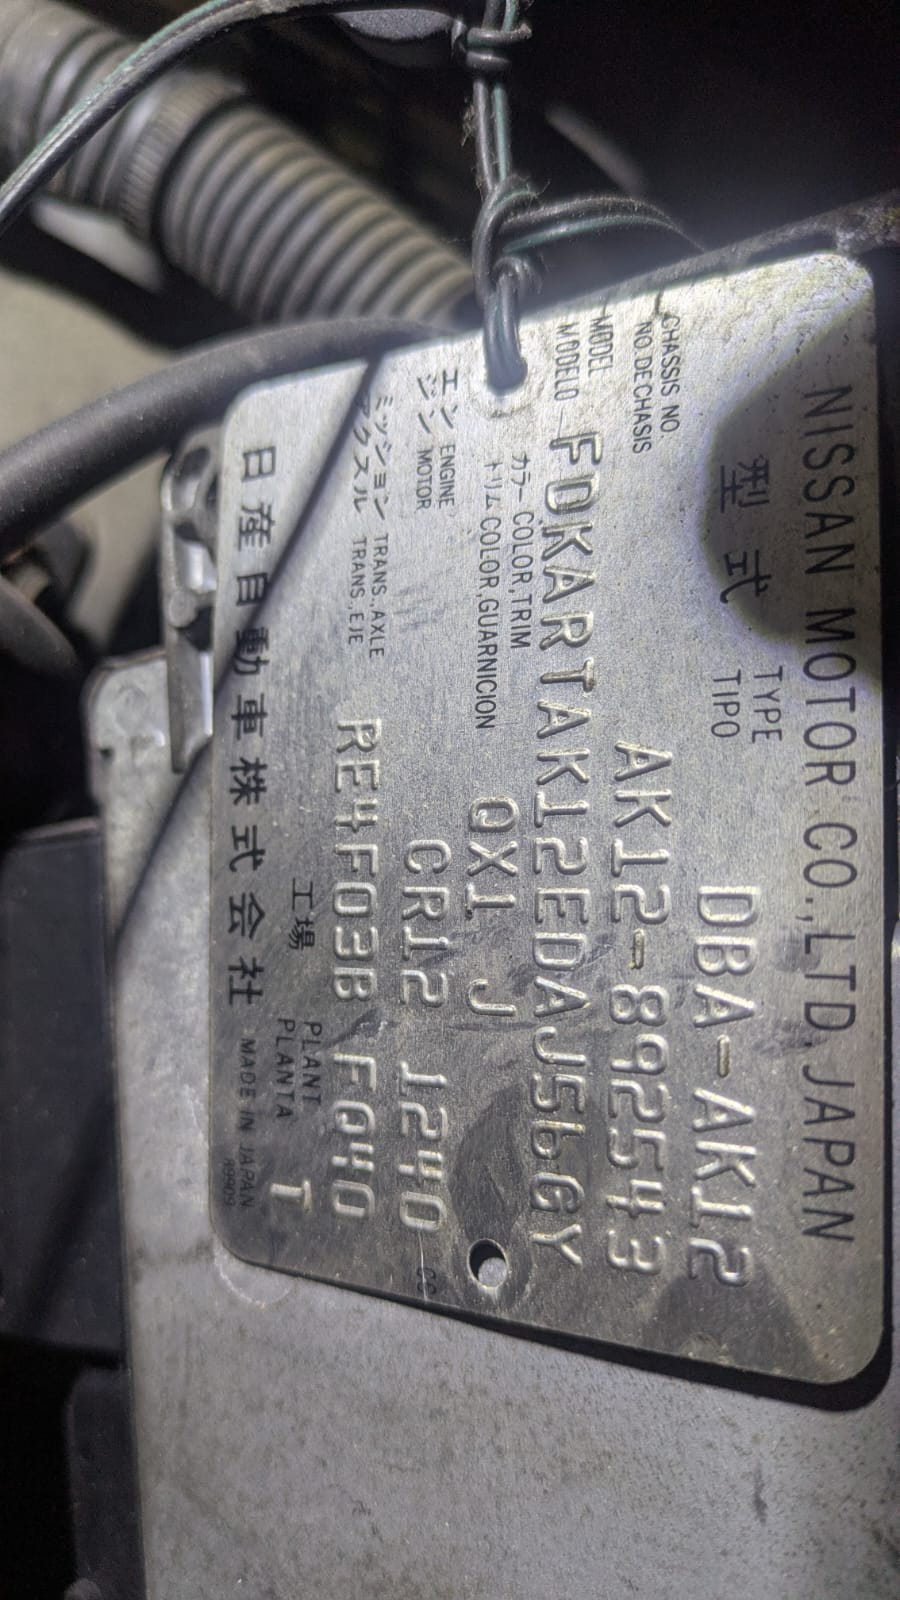 NISSAN MOTOR CO.,LTD.JAPAN
型式 TYPE TIPO DBA-AK12
CHASSIS NO. NO.DE CHASIS AK12-892543
MODEL MODELO FDKARTAK12EDAJ56GY
カラー COLOR,TRIM トリム COLOR,GUARNICION QX1 J
エンジン ENGINE MOTOR CR12 1240 CC
ミッション TRANS.,AXLE アクスル TRANS.,EJE RE4F03B FQ40
工場 PLANT PLANTA T
日産自動車株式会社 MADE IN JAPAN